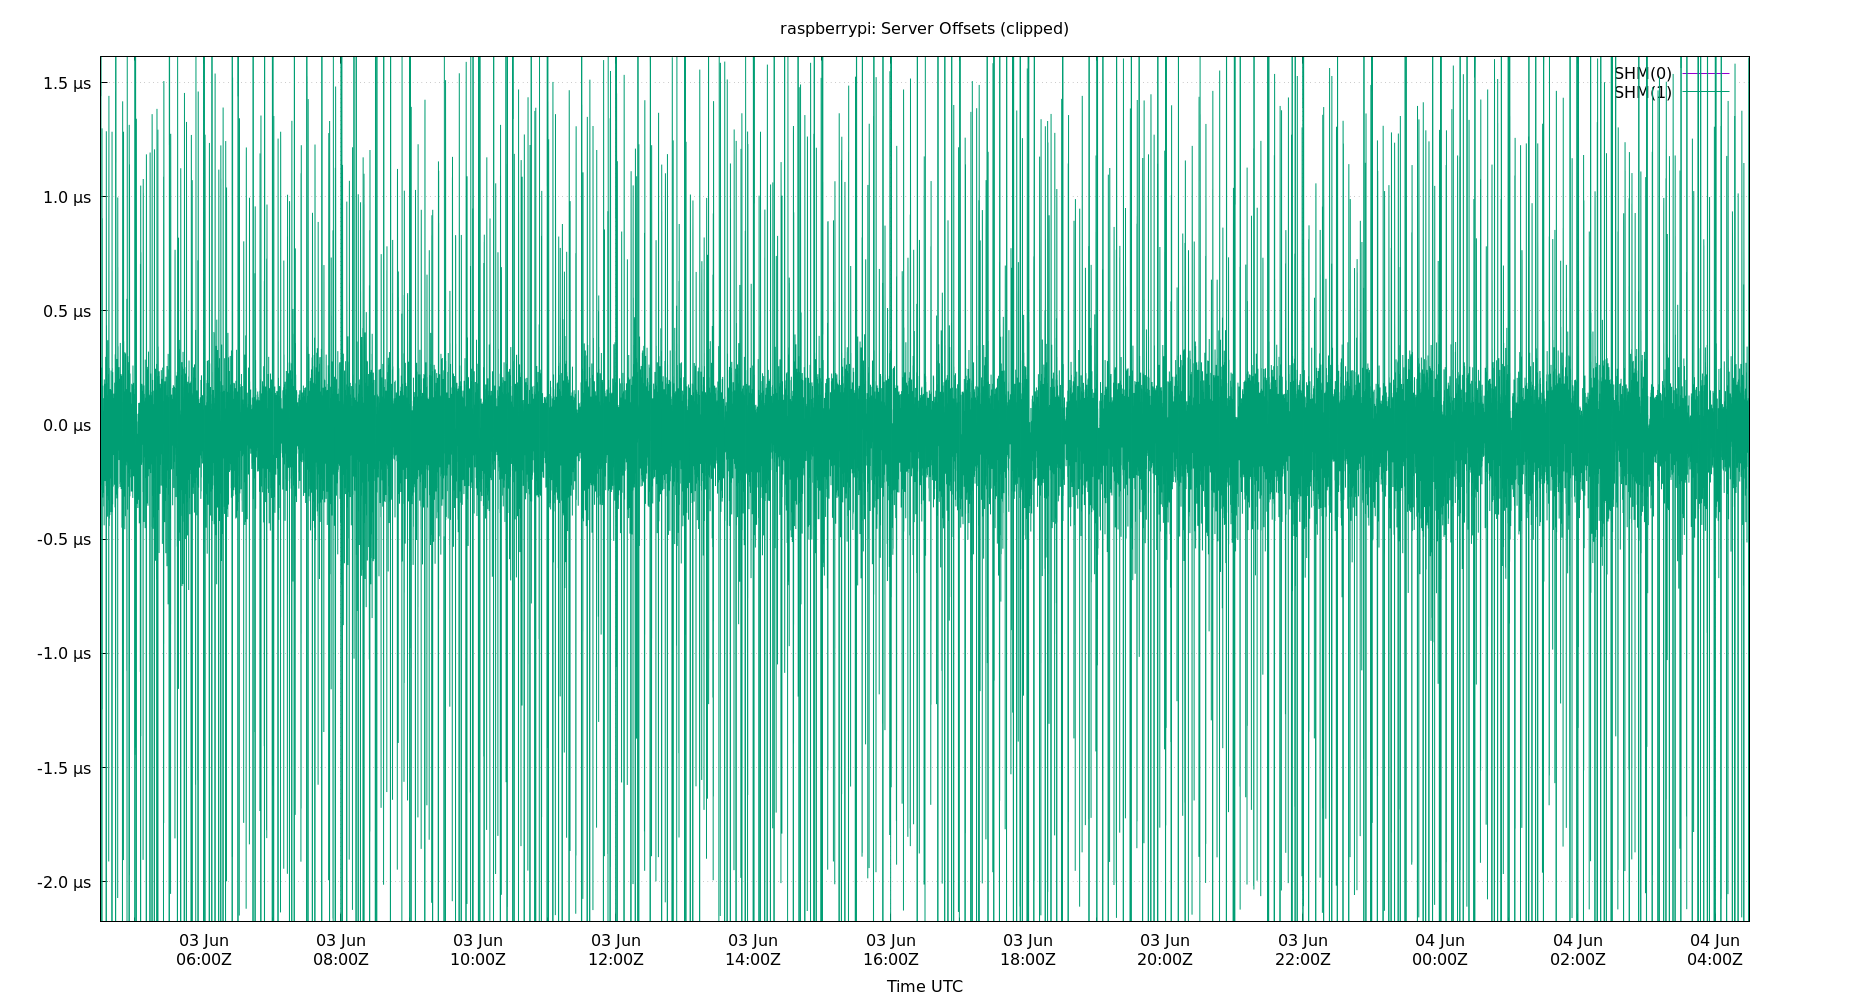 raspberrypi: Server Offsets (clipped)
SHM(0)
SHM(1)
1.5 µs
1.0 µs
0.5 µs
0.0 µs
-0.5 µs
-1.0 µs
-1.5 µs
-2.0 µs
03 Jun 03 Jun 03 Jun 03 Jun 03 Jun 03 Jun 03 Jun 03 Jun 03 Jun 04 Jun 04 Jun 04 Jun
06:00Z 08:00Z 10:00Z 12:00Z 14:00Z 16:00Z 18:00Z 20:00Z 22:00Z 00:00Z 02:00Z 04:00Z
Time UTC